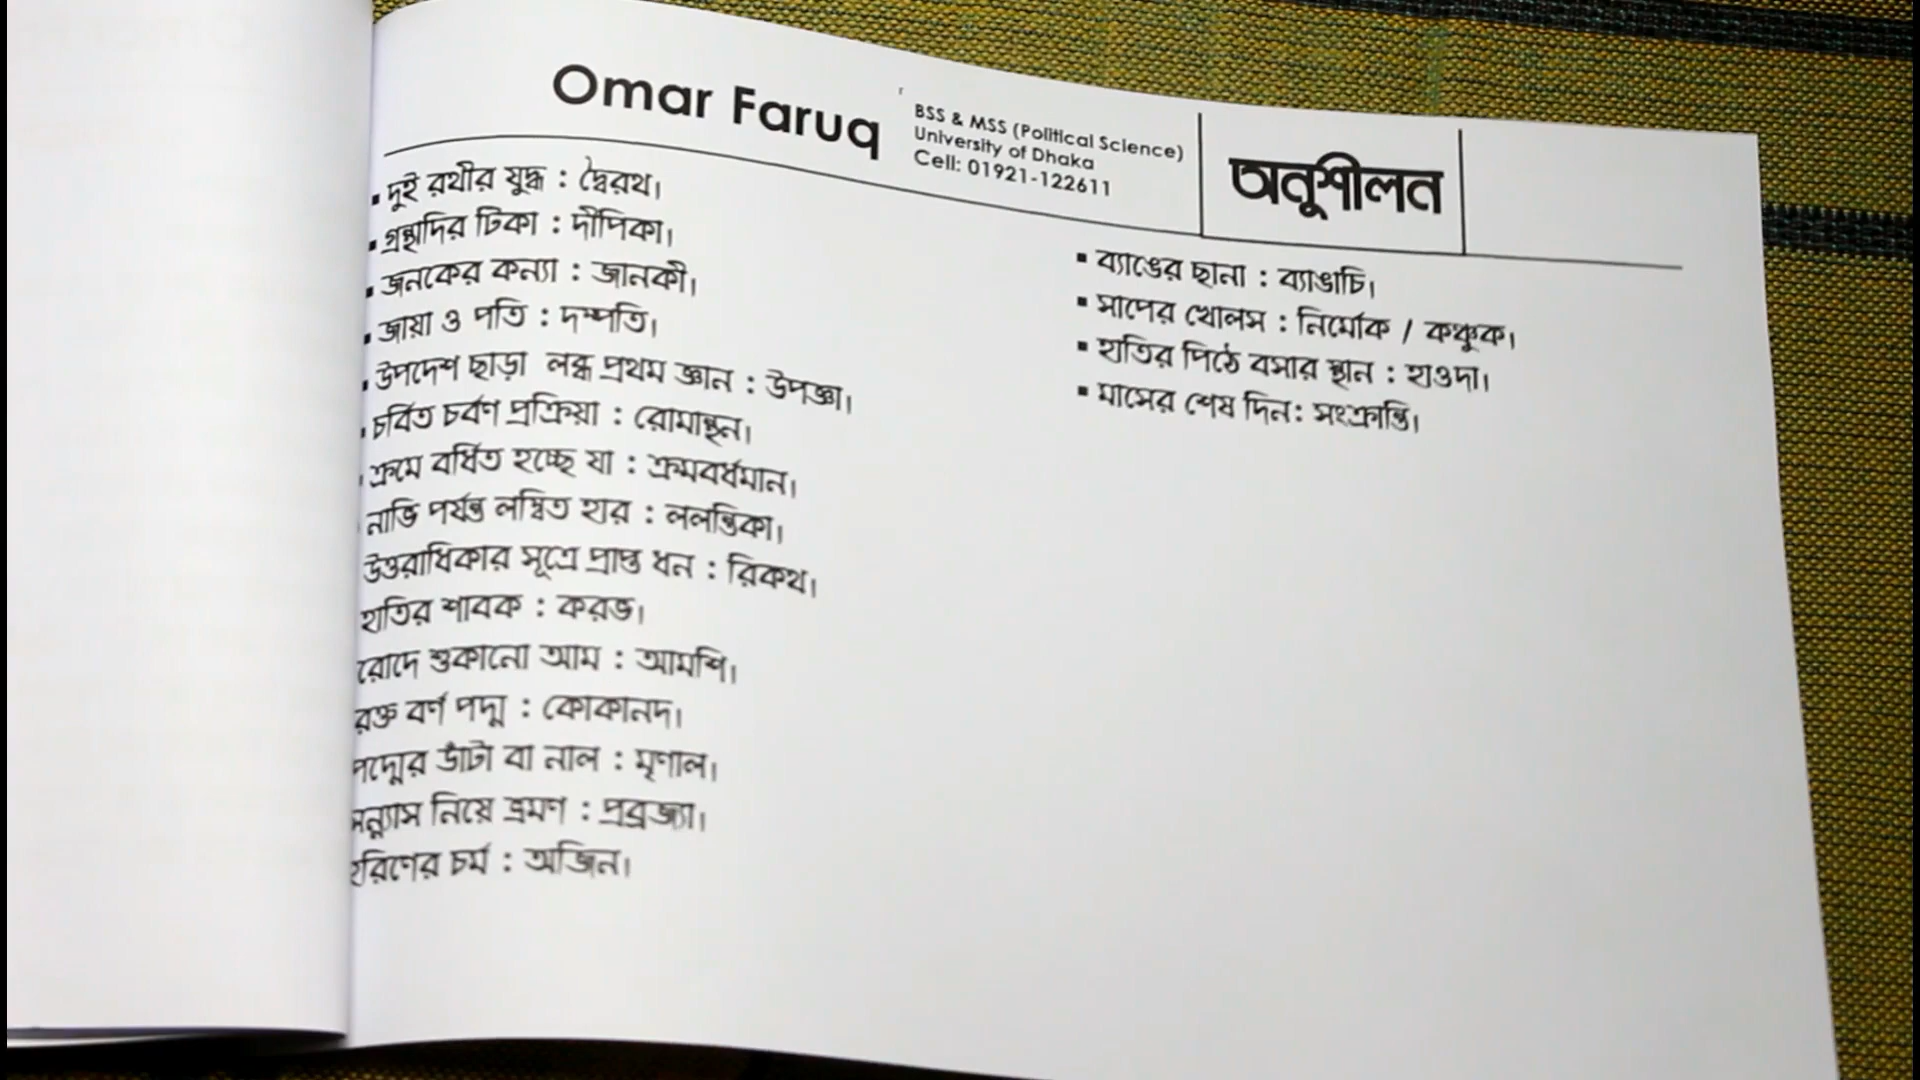 Omar Faruq
BSS & MSS (Political Science)
University of Dhaka
Cell: 01921-122611
অনুশীলন
▪ দুই রথীর যুদ্ধ : দ্বৈরথ।
▪ গ্রন্থাদির টিকা : দীপিকা।
▪ জনকের কন্যা : জানকী।
▪ জায়া ও পতি : দম্পতি।
▪ উপদেশ ছাড়া লব্ধ প্রথম জ্ঞান : উপজ্ঞা।
▪ চর্বিত চর্বণ প্রক্রিয়া : রোমান্থন।
▪ ক্রমে বর্ধিত হচ্ছে যা : ক্রমবর্ধমান।
নাভি পর্যন্ত লম্বিত হার : ললন্তিকা।
উত্তরাধিকার সূত্রে প্রাপ্ত ধন : রিকথ।
হাতির শাবক : করভ।
রোদে শুকানো আম : আমশি।
রক্ত বর্ণ পদ্ম : কোকানদ।
পদ্মের ডাঁটা বা নাল : মৃণাল।
সন্ন্যাস নিয়ে ভ্রমণ : প্রব্রজ্যা।
হরিণের চর্ম : অজিন।
▪ ব্যাঙের ছানা : ব্যাঙাচি।
▪ সাপের খোলস : নির্মোক / কঞ্চুক।
▪ হাতির পিঠে বসার স্থান : হাওদা।
▪ মাসের শেষ দিন: সংক্রান্তি।